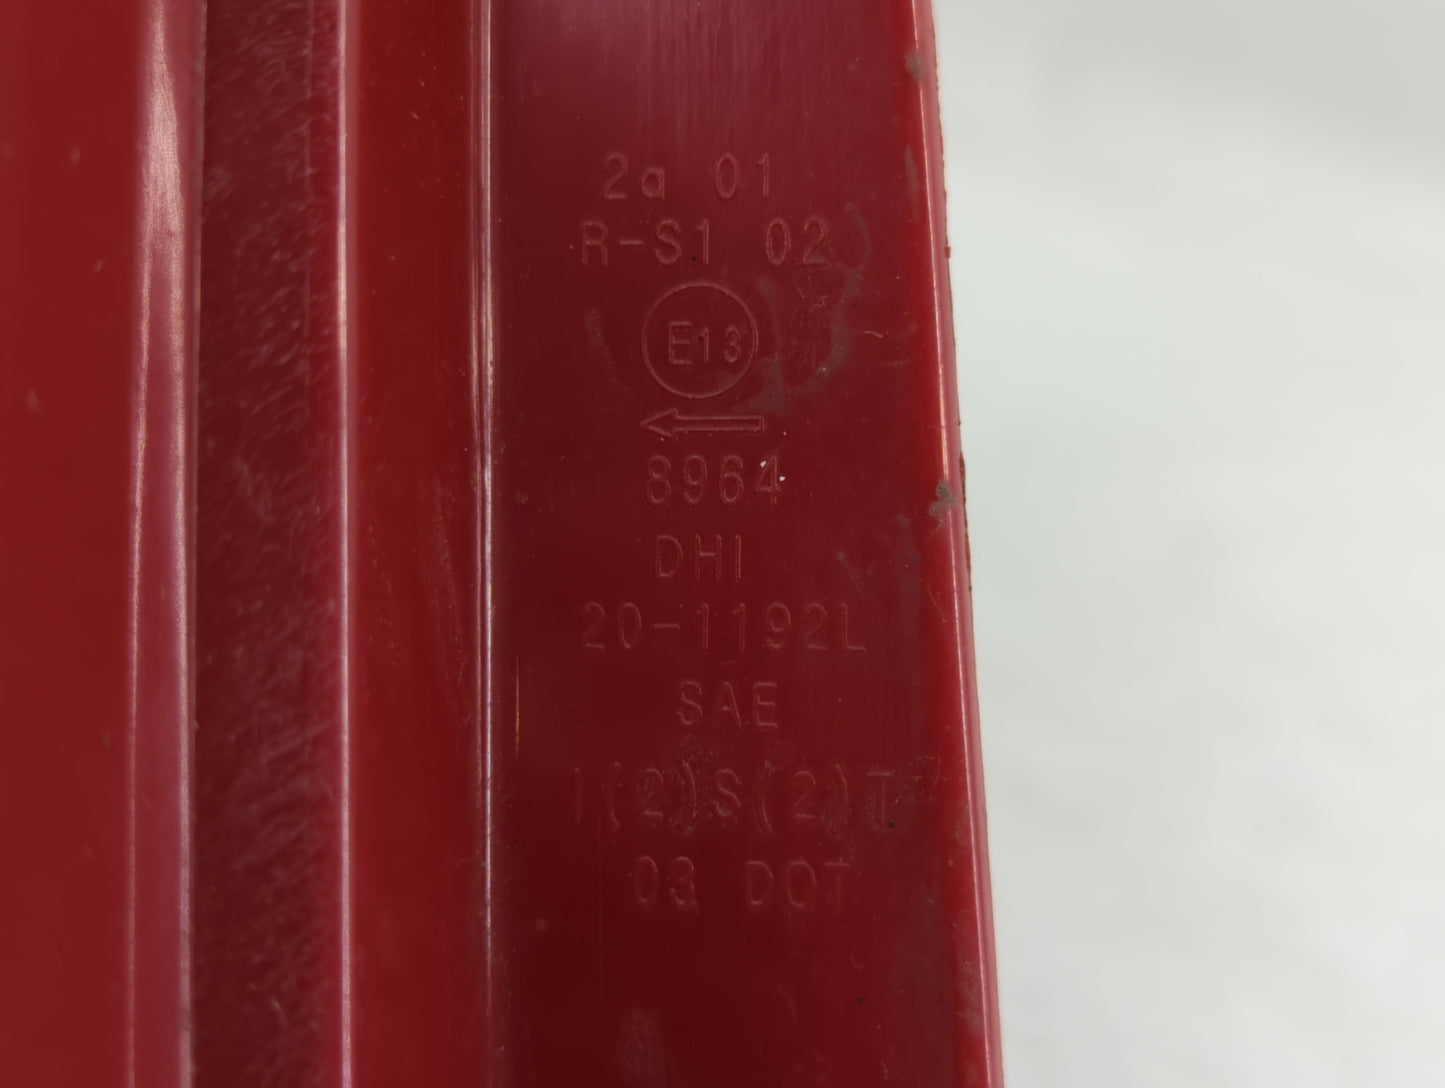 2a 01
R-S1 02
E13
8964
DHI
20-1192L
SAE
I(2)S(2)T
03 DOT